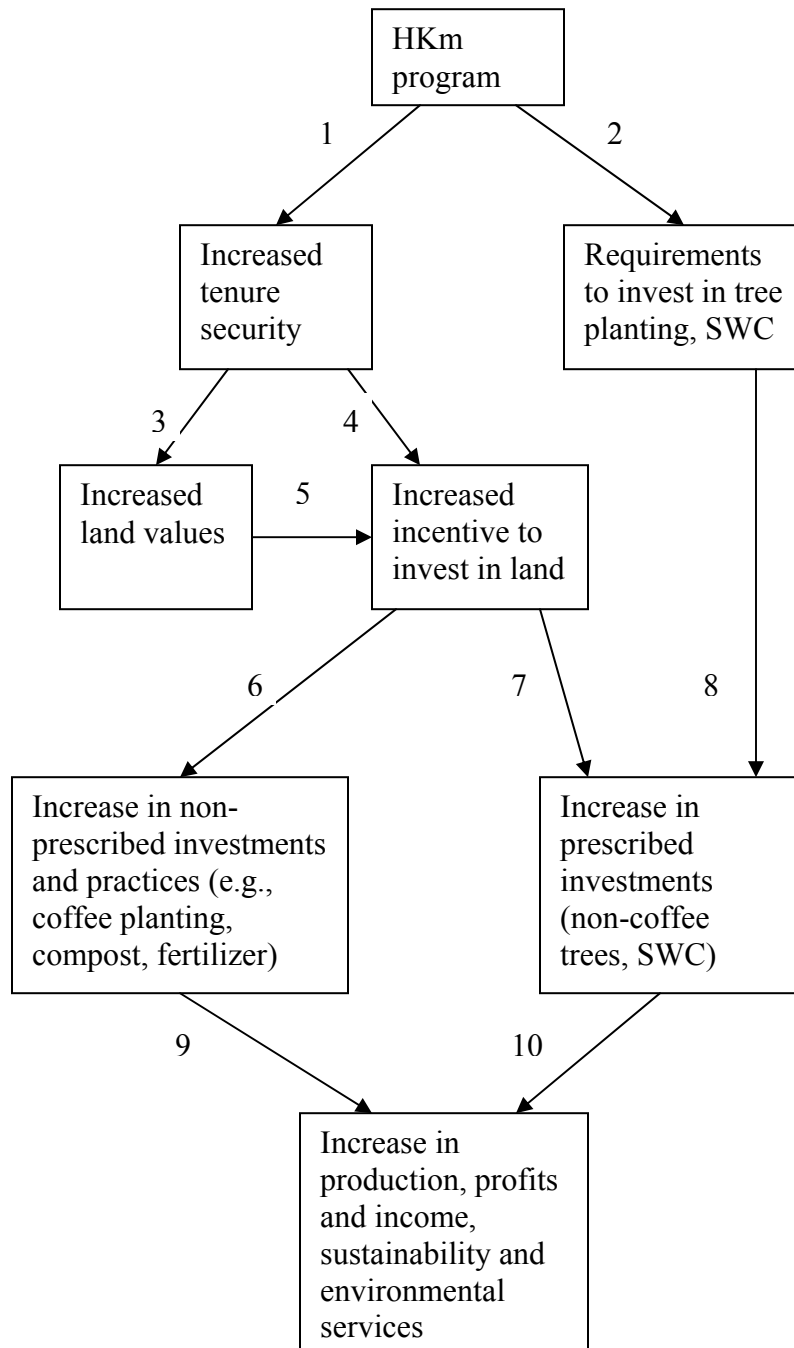 HKm
program
1
2
Increased
tenure
security
Requirements
to invest in tree
planting, SWC
3
4
Increased
land values
5
Increased
incentive to
invest in land
6
7
8
Increase in non-
prescribed investments
and practices (e.g.,
coffee planting,
compost, fertilizer)
Increase in
prescribed
investments
(non-coffee
trees, SWC)
9
10
Increase in
production, profits
and income,
sustainability and
environmental
services